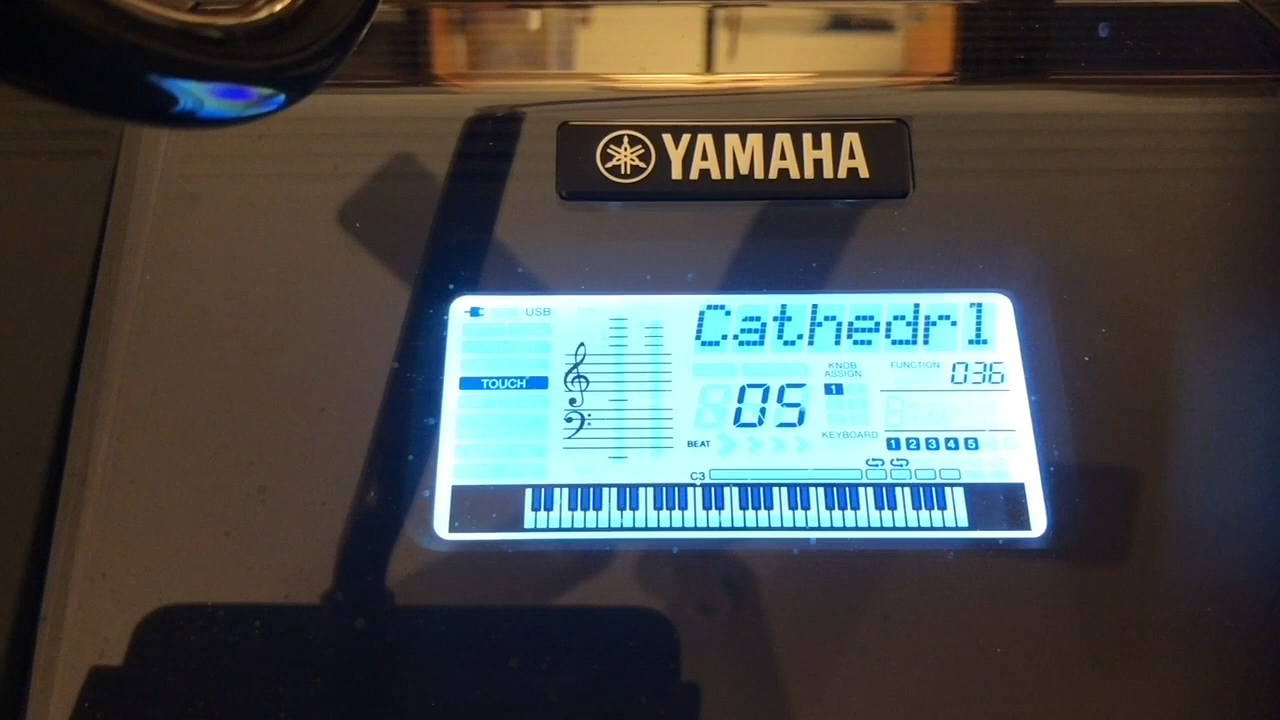 YAMAHA
USB
Cathedrl
KNOB
ASSIGN
FUNCTION
036
TOUCH
1
05
KEYBOARD
BEAT
1 2 3 4 5
C3